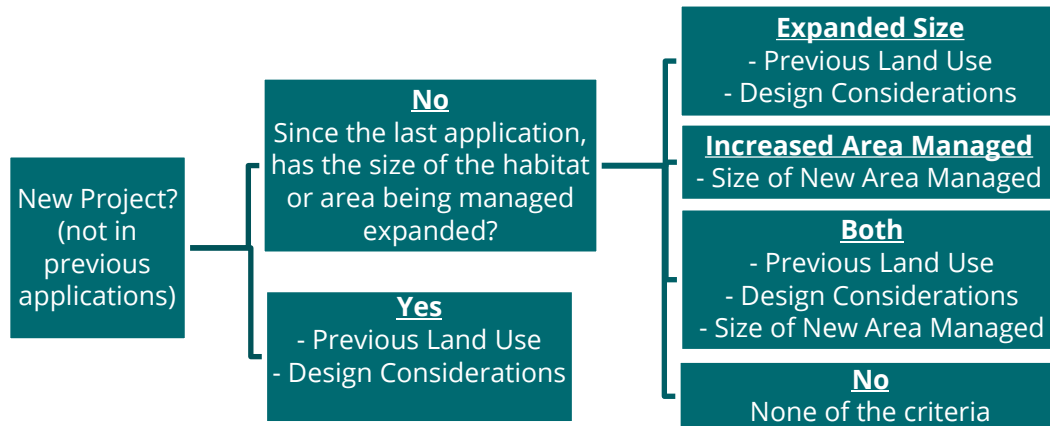 New Project?
(not in
previous
applications)
No
Since the last application,
has the size of the habitat
or area being managed
expanded?
Yes
- Previous Land Use
- Design Considerations
Expanded Size
- Previous Land Use
- Design Considerations
Increased Area Managed
- Size of New Area Managed
Both
- Previous Land Use
- Design Considerations
- Size of New Area Managed
No
None of the criteria